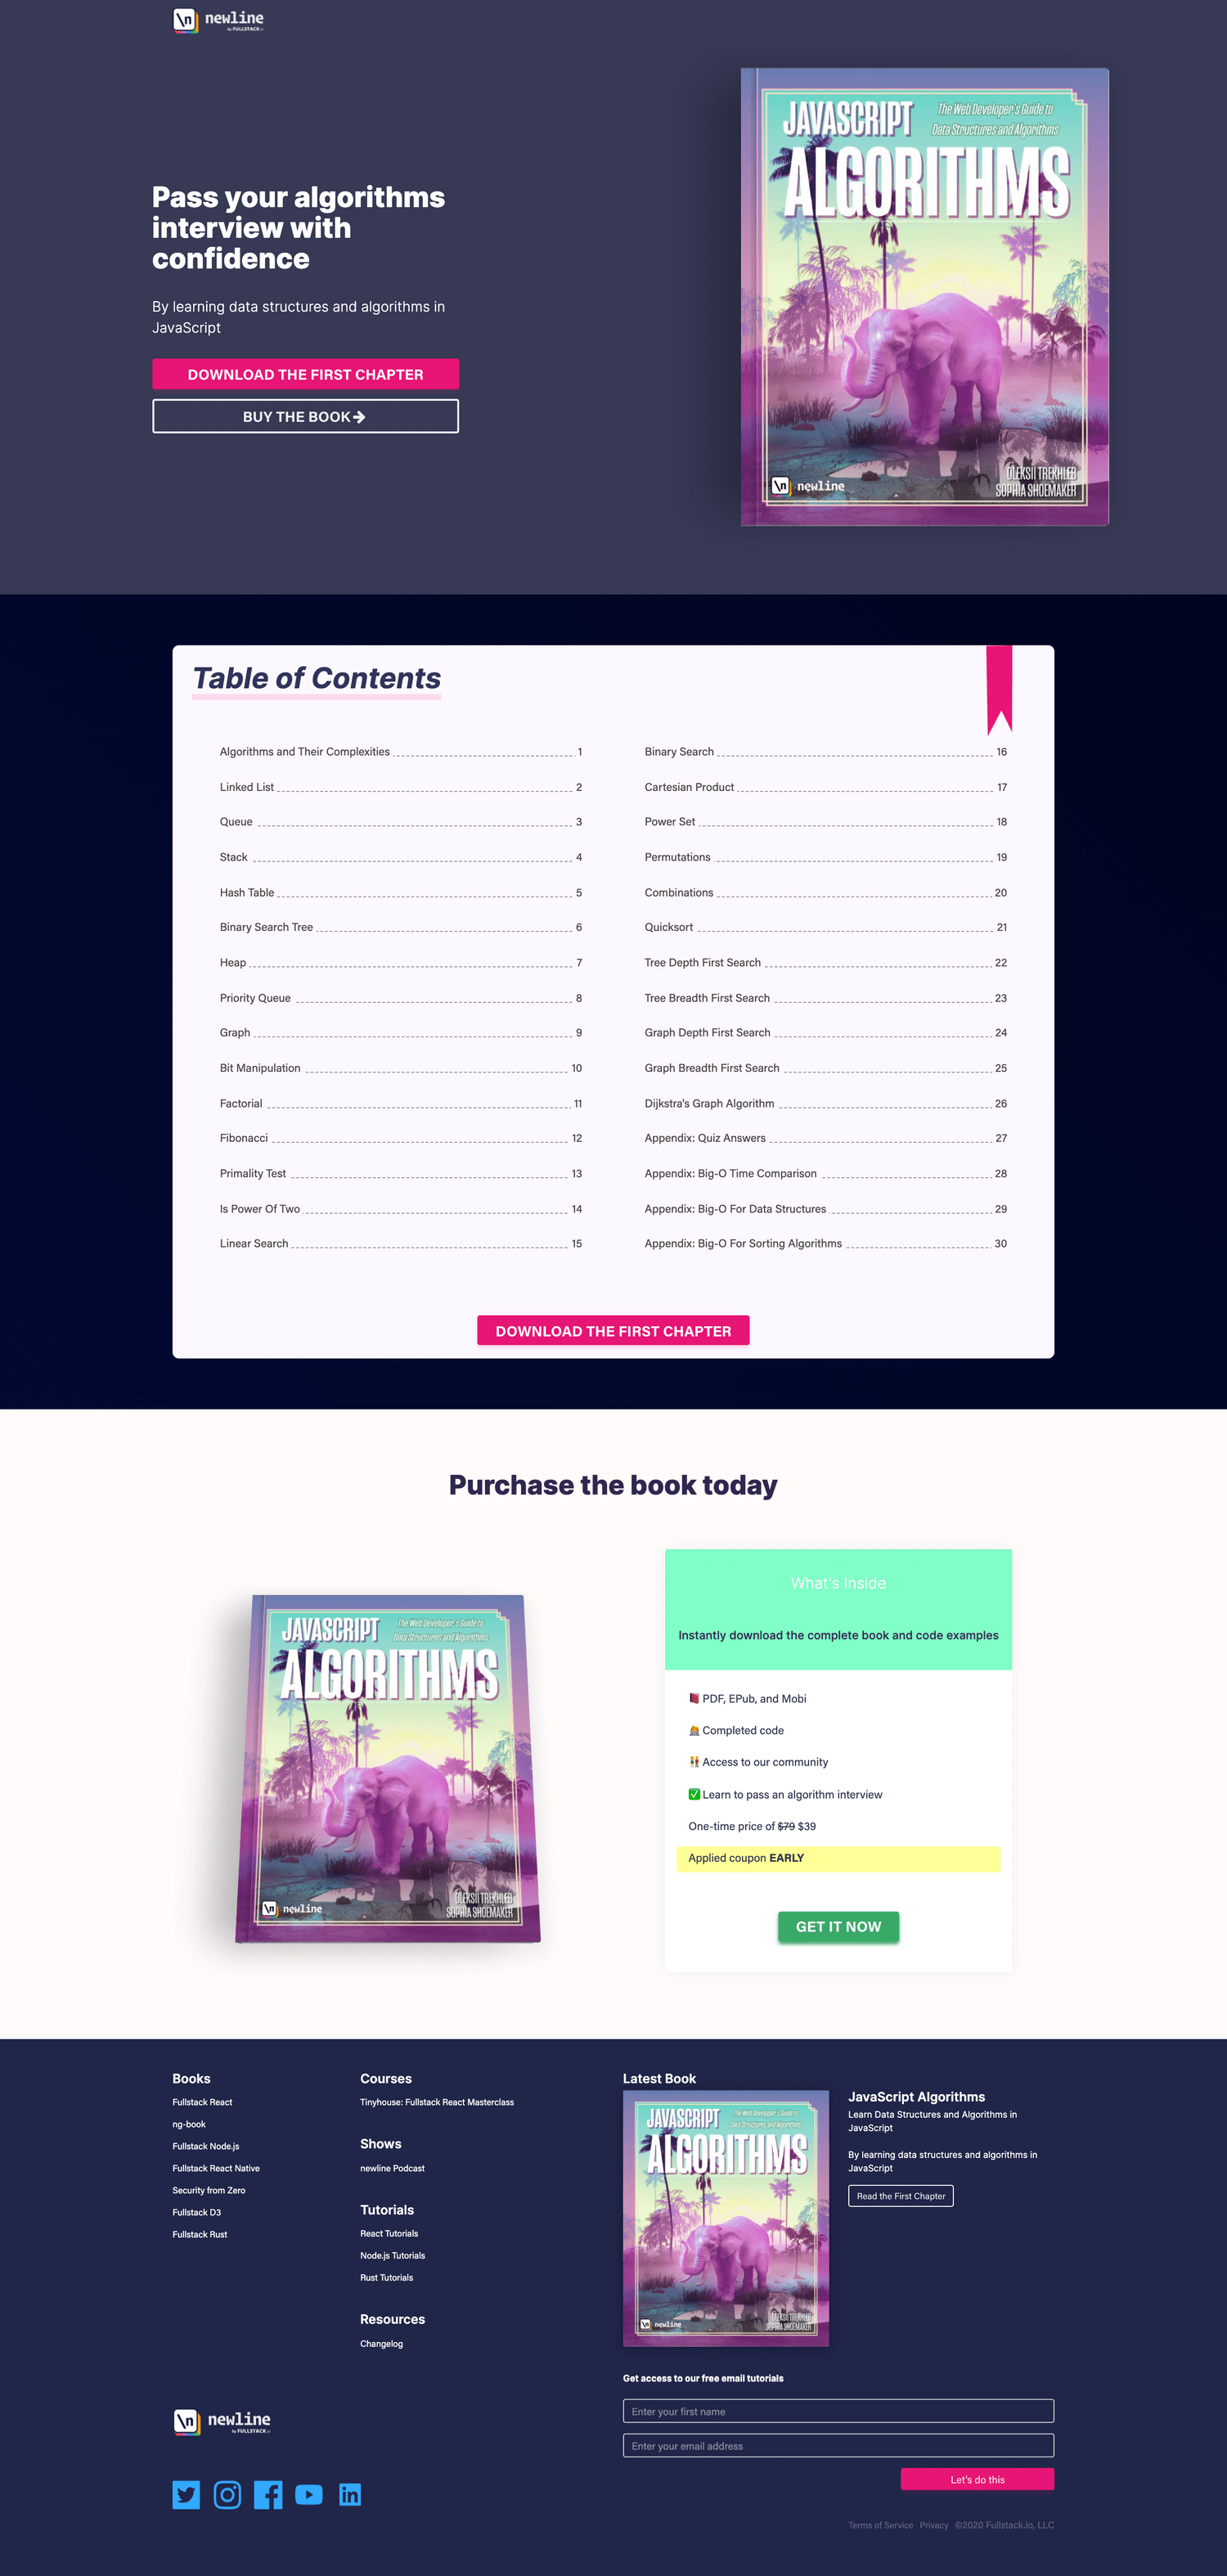 \n newline
by FULLSTACK.io
JAVASCRIPT
The Web Developer's Guide to
Data Structures and Algorithms
ALGORITHMS
Pass your algorithms
interview with
confidence
By learning data structures and algorithms in
JavaScript
DOWNLOAD THE FIRST CHAPTER
BUY THE BOOK
\n newline
OLEKSII TREKHLEB
SOPHIA SHOEMAKER
Table of Contents
Algorithms and Their Complexities 1
Linked List 2
Queue 3
Stack 4
Hash Table 5
Binary Search Tree 6
Heap 7
Priority Queue 8
Graph 9
Bit Manipulation 10
Factorial 11
Fibonacci 12
Primality Test 13
Is Power Of Two 14
Linear Search 15
Binary Search 16
Cartesian Product 17
Power Set 18
Permutations 19
Combinations 20
Quicksort 21
Tree Depth First Search 22
Tree Breadth First Search 23
Graph Depth First Search 24
Graph Breadth First Search 25
Dijkstra's Graph Algorithm 26
Appendix: Quiz Answers 27
Appendix: Big-O Time Comparison 28
Appendix: Big-O For Data Structures 29
Appendix: Big-O For Sorting Algorithms 30
DOWNLOAD THE FIRST CHAPTER
Purchase the book today
JAVASCRIPT
The Web Developer's Guide to
Data Structures and Algorithms
ALGORITHMS
\n newline
OLEKSII TREKHLEB
SOPHIA SHOEMAKER
What's Inside
Instantly download the complete book and code examples
PDF, EPub, and Mobi
Completed code
Access to our community
Learn to pass an algorithm interview
One-time price of $79 $39
Applied coupon EARLY
GET IT NOW
Books
Fullstack React
ng-book
Fullstack Node.js
Fullstack React Native
Security from Zero
Fullstack D3
Fullstack Rust
Courses
Tinyhouse: Fullstack React Masterclass
Shows
newline Podcast
Tutorials
React Tutorials
Node.js Tutorials
Rust Tutorials
Resources
Changelog
Latest Book
JAVASCRIPT
The Web Developer's Guide to
Data Structures and Algorithms
ALGORITHMS
\n newline
OLEKSII TREKHLEB
SOPHIA SHOEMAKER
JavaScript Algorithms
Learn Data Structures and Algorithms in
JavaScript
By learning data structures and algorithms in
JavaScript
Read the First Chapter
Get access to our free email tutorials
Enter your first name
Enter your email address
Let's do this
\n newline
by FULLSTACK.io
Terms of Service Privacy ©2020 Fullstack.io, LLC